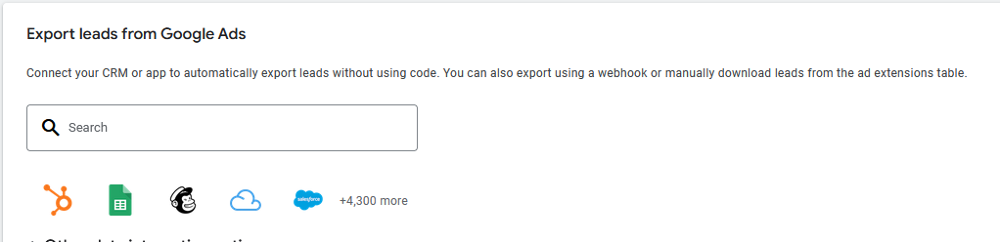 Export leads from Google Ads
Connect your CRM or app to automatically export leads without using code. You can also export using a webhook or manually download leads from the ad extensions table.
Search
salesforce
+4,300 more